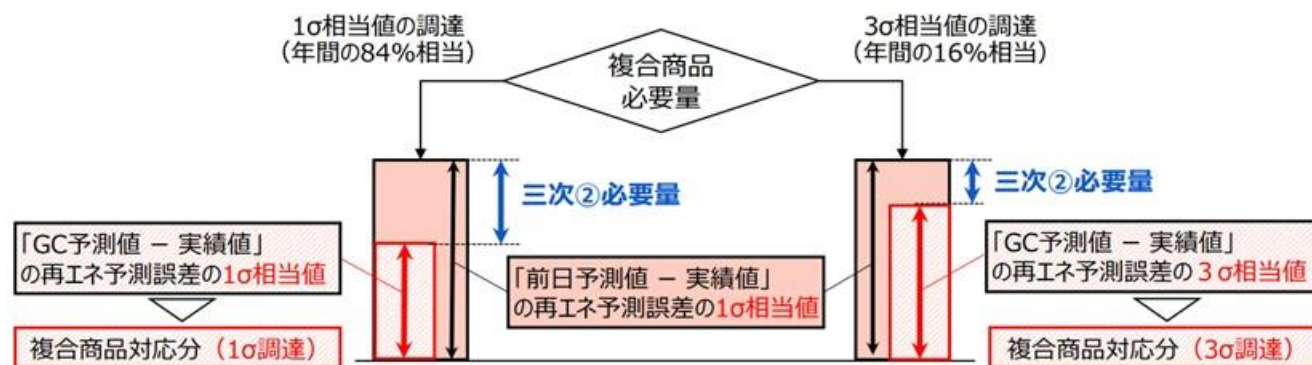 1σ相当値の調達
（年間の84%相当）
複合商品
必要量
3σ相当値の調達
（年間の16%相当）
三次②必要量
三次②必要量
「GC予測値 － 実績値」
の再エネ予測誤差の1σ相当値
「前日予測値 － 実績値」
の再エネ予測誤差の1σ相当値
「GC予測値 － 実績値」
の再エネ予測誤差の３σ相当値
複合商品対応分（1σ調達）
複合商品対応分（3σ調達）